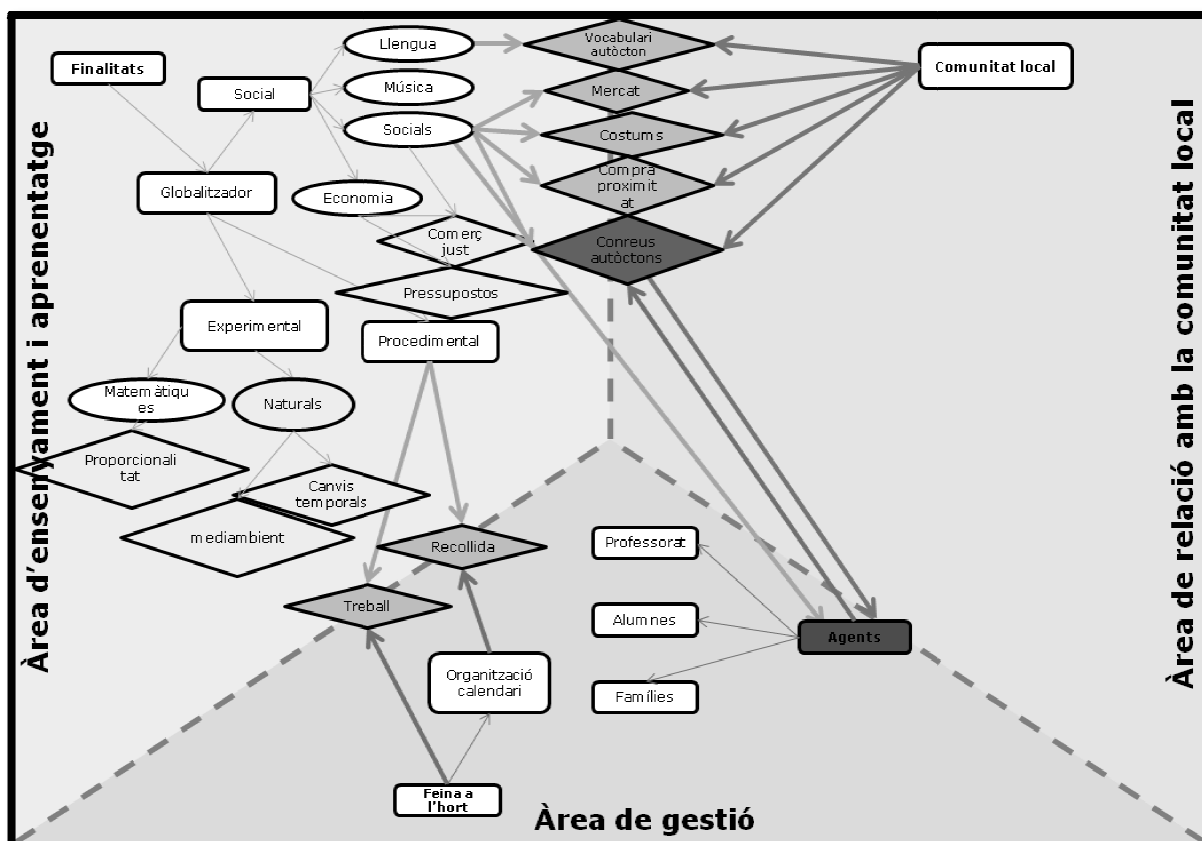 Vocabulari
autòcton
Llengua
Finalitats
Comunitat local
Música
Mercat
Social
Socials
Costums
Compra
proximit
at
Globalitzador
Economia
Comerç
just
Conreus
autòctons
Pressupostos
Experimental
Procedimental
Matemàtiqu
es
Naturals
Proporcionali
tat
Canvis
temporals
mediambient
Recollida
Professorat
Treball
Alumnes
Agents
Organització
calendari
Famílies
Feina a
l'hort
Àrea d'ensenyament i aprenentatge
Àrea de relació amb la comunitat local
Àrea de gestió